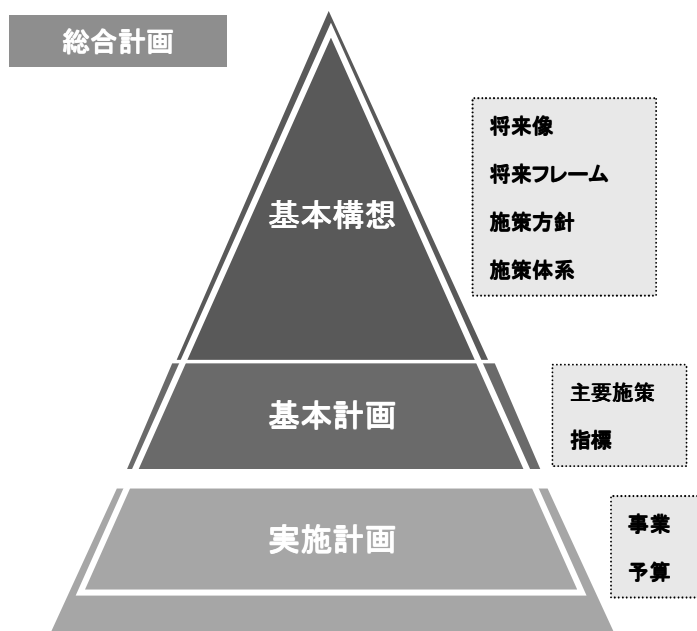 総合計画
基本構想
将来像
将来フレーム
施策方針
施策体系
基本計画
主要施策
指標
実施計画
事業
予算